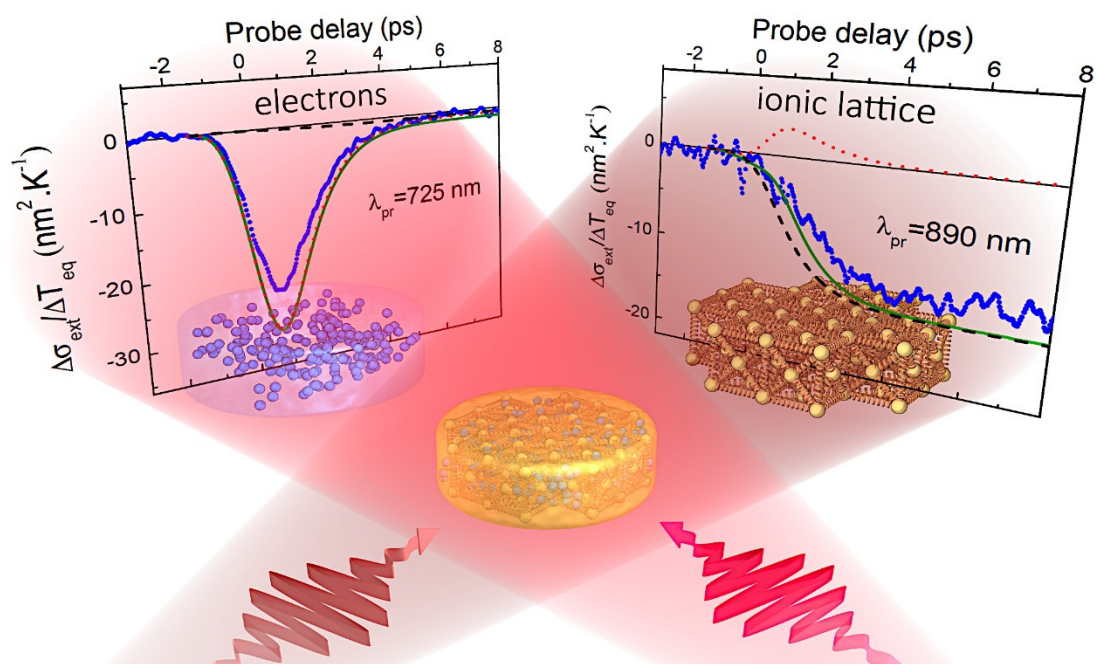 Probe delay (ps)
-2 0 2 4 6 8
electrons
0
-10
-20
-30
Δσext/ΔTeq (nm².K⁻¹)
λpr=725 nm
Probe delay (ps)
-2 0 2 4 6 8
ionic lattice
0
-10
-20
Δσext/ΔTeq (nm².K⁻¹)
λpr=890 nm